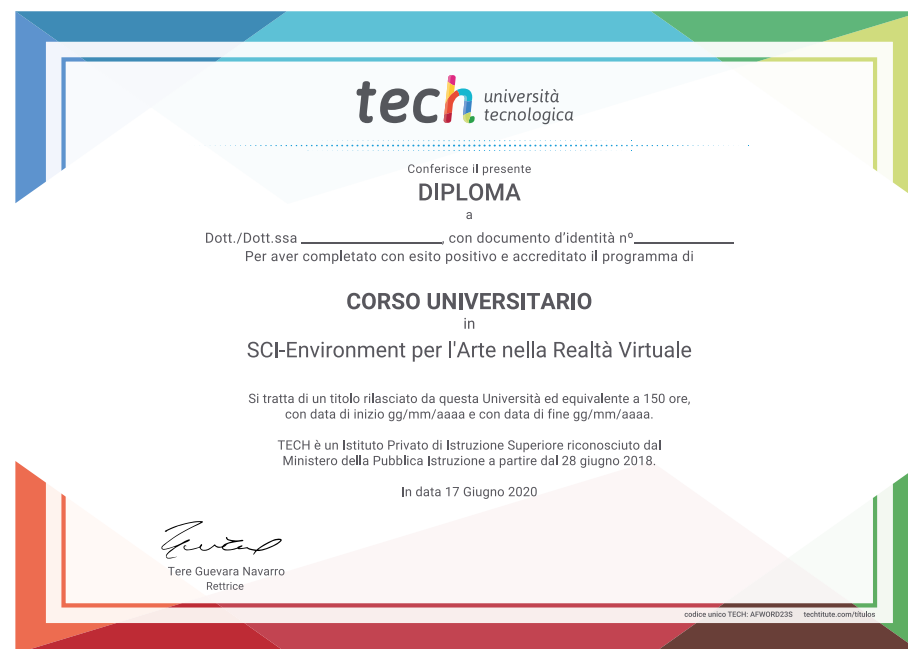 tech università
tecnologica
Conferisce il presente
DIPLOMA
a
Dott./Dott.ssa ____________________, con documento d'identità nº______________
Per aver completato con esito positivo e accreditato il programma di
CORSO UNIVERSITARIO
in
SCI-Environment per l'Arte nella Realtà Virtuale
Si tratta di un titolo rilasciato da questa Università ed equivalente a 150 ore,
con data di inizio gg/mm/aaaa e con data di fine gg/mm/aaaa.
TECH è un Istituto Privato di Istruzione Superiore riconosciuto dal
Ministero della Pubblica Istruzione a partire dal 28 giugno 2018.
In data 17 Giugno 2020
Tere Guevara Navarro
Rettrice
codice unico TECH: AFWORD23S techtitute.com/titulos